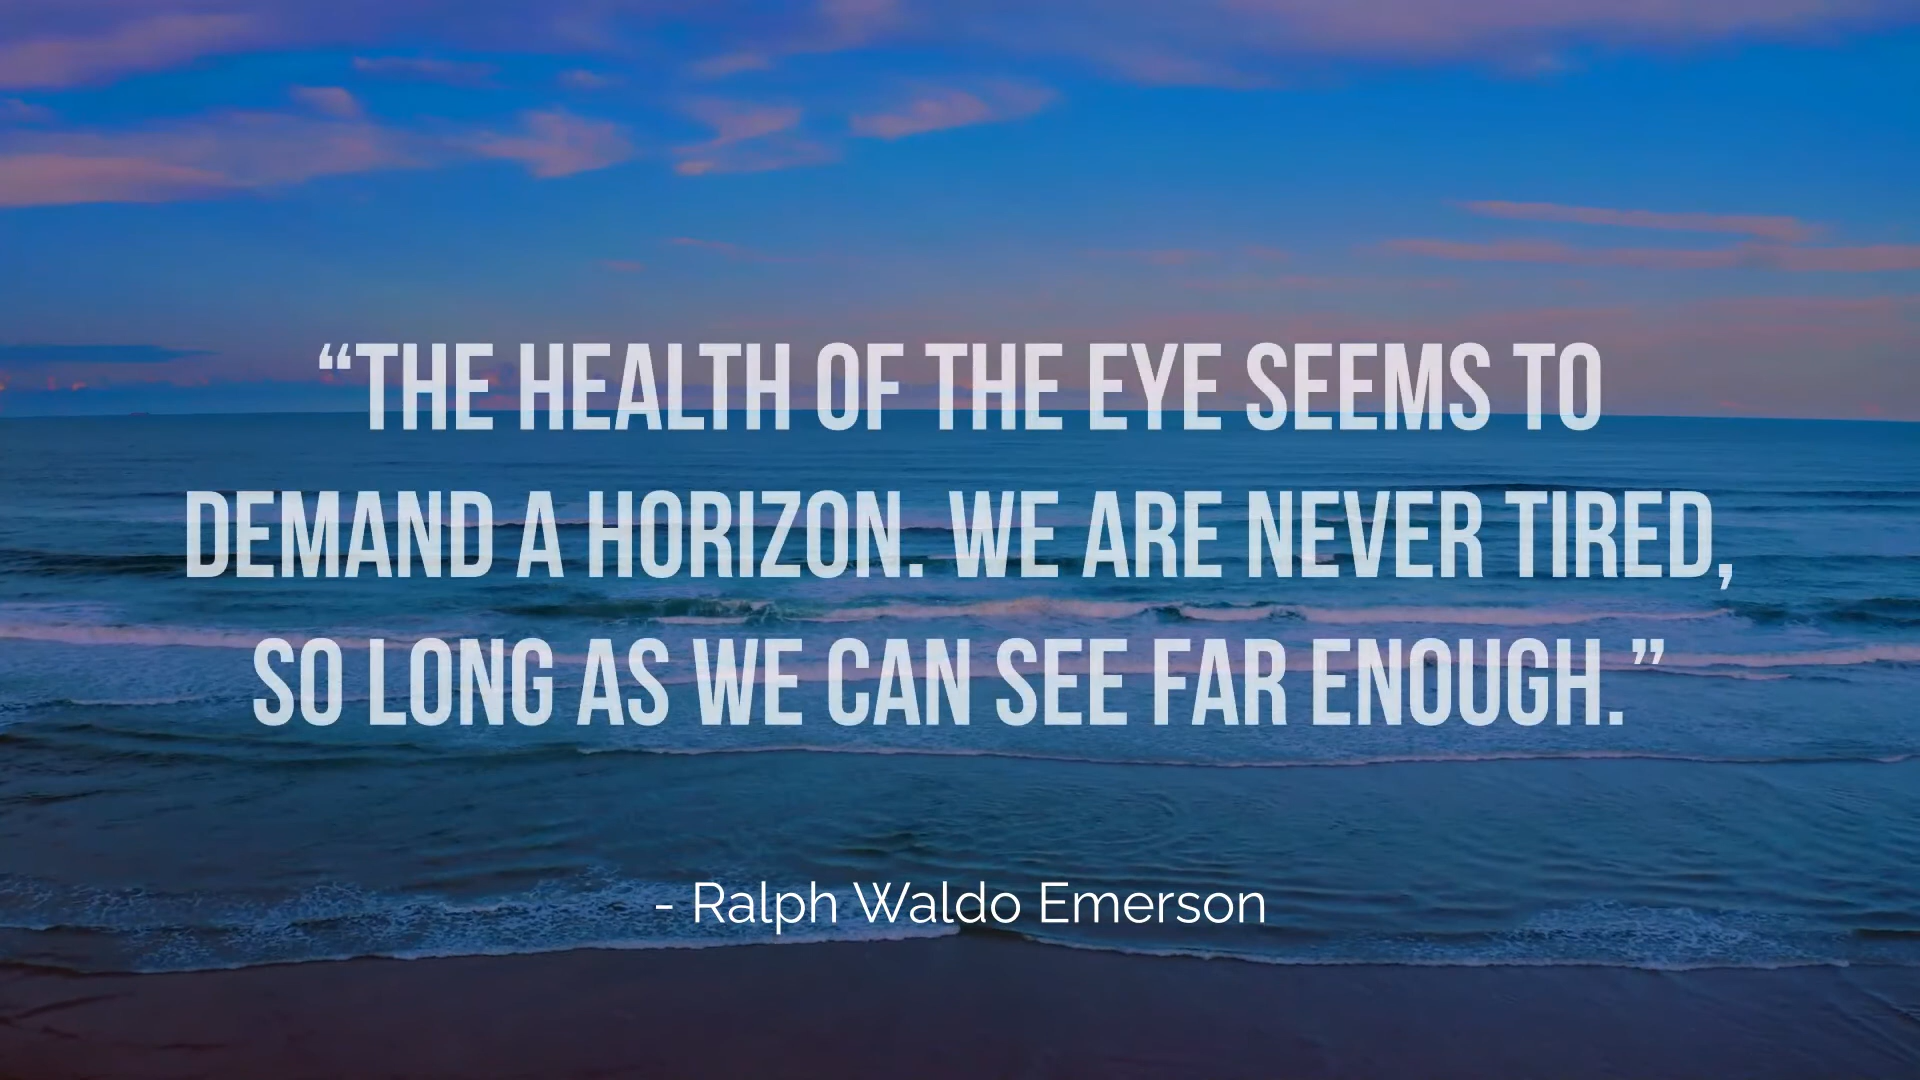 “THE HEALTH OF THE EYE SEEMS TO
DEMAND A HORIZON. WE ARE NEVER TIRED,
SO LONG AS WE CAN SEE FAR ENOUGH.”
- Ralph Waldo Emerson